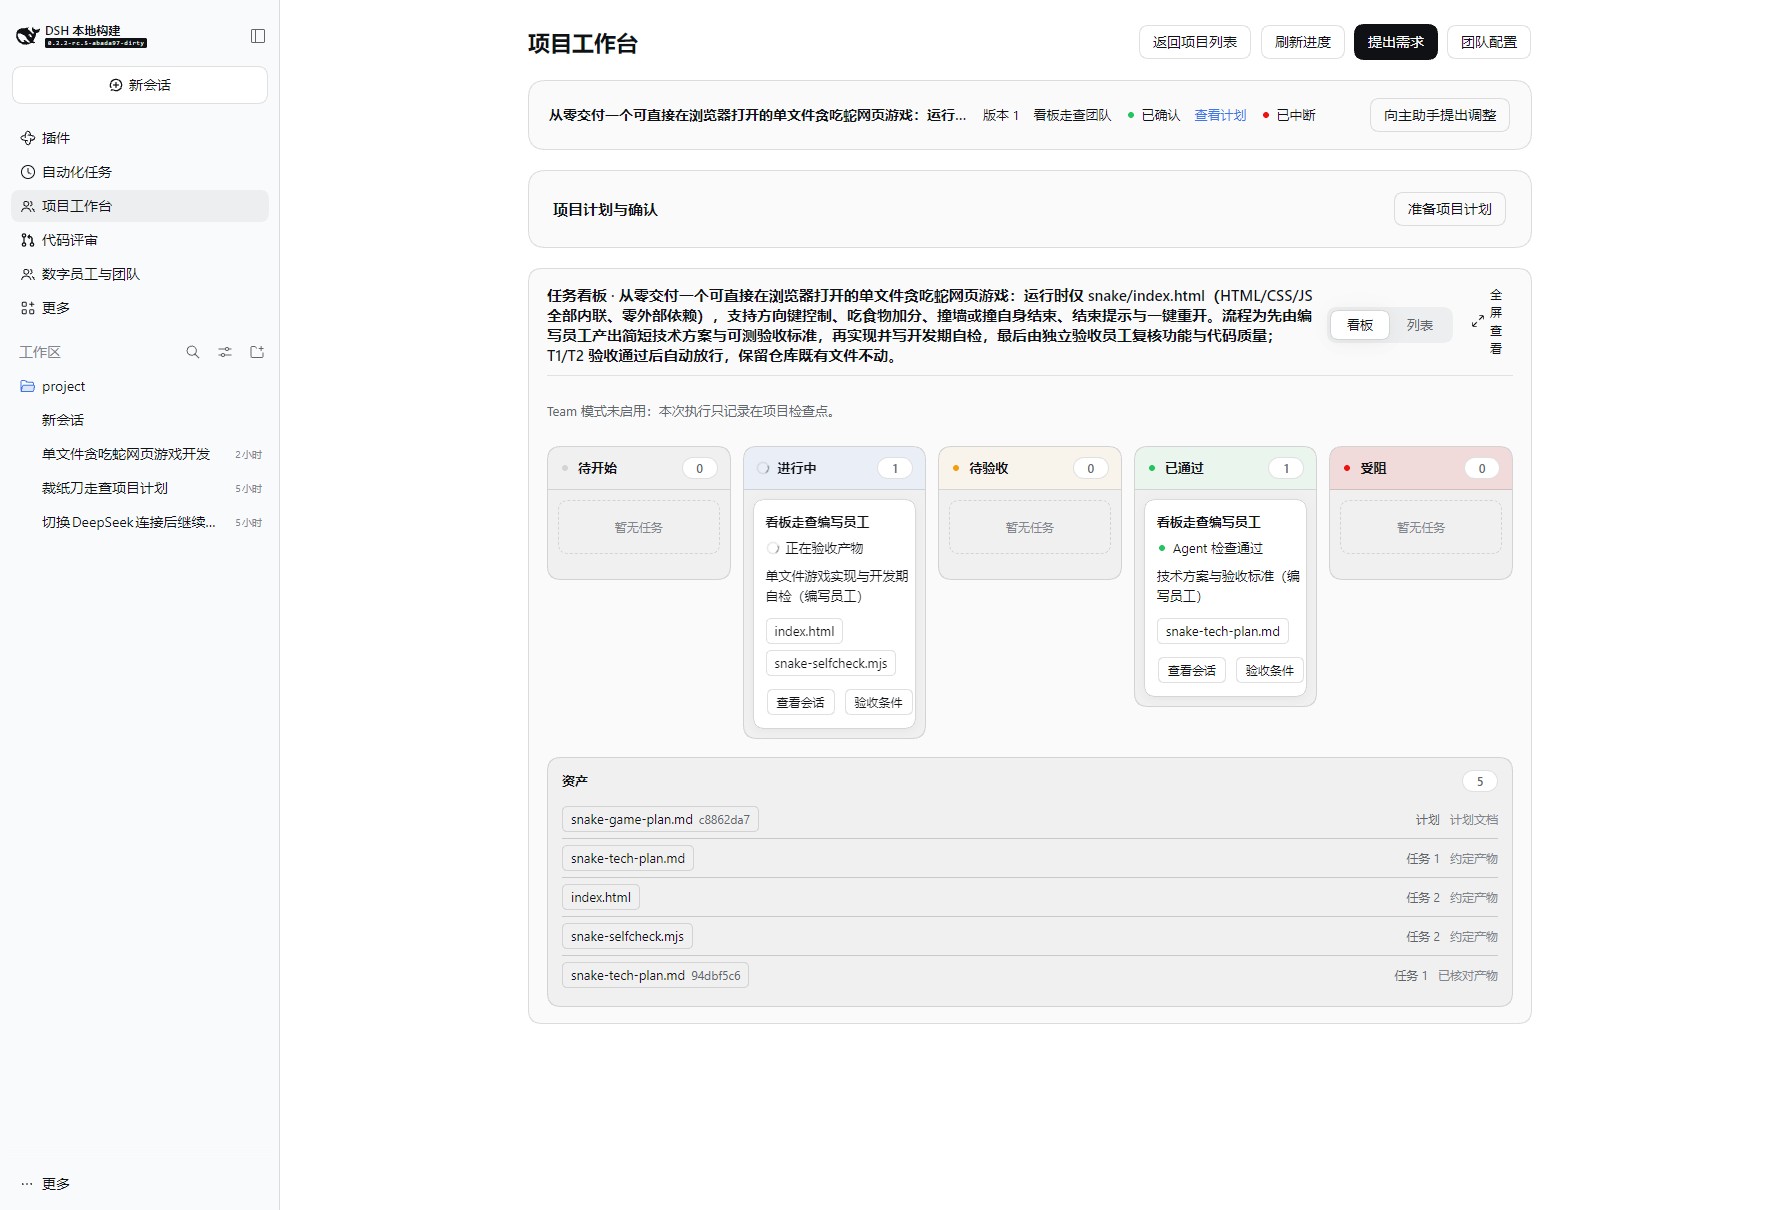 DSH 本地构建
0.3.2-rc.5-abada97-dirty
新会话
插件
自动化任务
项目工作台
代码评审
数字员工与团队
更多
工作区
project
新会话
单文件贪吃蛇网页游戏开发 2小时
裁纸刀走查项目计划 5小时
切换DeepSeek连接后继续... 5小时
... 更多
项目工作台
返回项目列表 刷新进度 提出需求 团队配置
从零交付一个可直接在浏览器打开的单文件贪吃蛇网页游戏：运行... 版本 1 看板走查团队 已确认 查看计划 已中断 向主助手提出调整
项目计划与确认 准备项目计划
任务看板 · 从零交付一个可直接在浏览器打开的单文件贪吃蛇网页游戏：运行时仅 snake/index.html（HTML/CSS/JS
全部内联、零外部依赖），支持方向键控制、吃食物加分、撞墙或撞自身结束、结束提示与一键重开。流程为先由编
写员工产出简短技术方案与可测验收标准，再实现并写开发期自检，最后由独立验收员工复核功能与代码质量；
T1/T2 验收通过后自动放行，保留仓库既有文件不动。
看板 列表
全
屏
查
看
Team 模式未启用：本次执行只记录在项目检查点。
待开始 0
暂无任务
进行中 1
看板走查编写员工
正在验收产物
单文件游戏实现与开发期
自检（编写员工）
index.html
snake-selfcheck.mjs
查看会话 验收条件
待验收 0
暂无任务
已通过 1
看板走查编写员工
Agent 检查通过
技术方案与验收标准（编
写员工）
snake-tech-plan.md
查看会话 验收条件
受阻 0
暂无任务
资产 5
snake-game-plan.md c8862da7 计划 计划文档
snake-tech-plan.md 任务 1 约定产物
index.html 任务 2 约定产物
snake-selfcheck.mjs 任务 2 约定产物
snake-tech-plan.md 94dbf5c6 任务 1 已核对产物